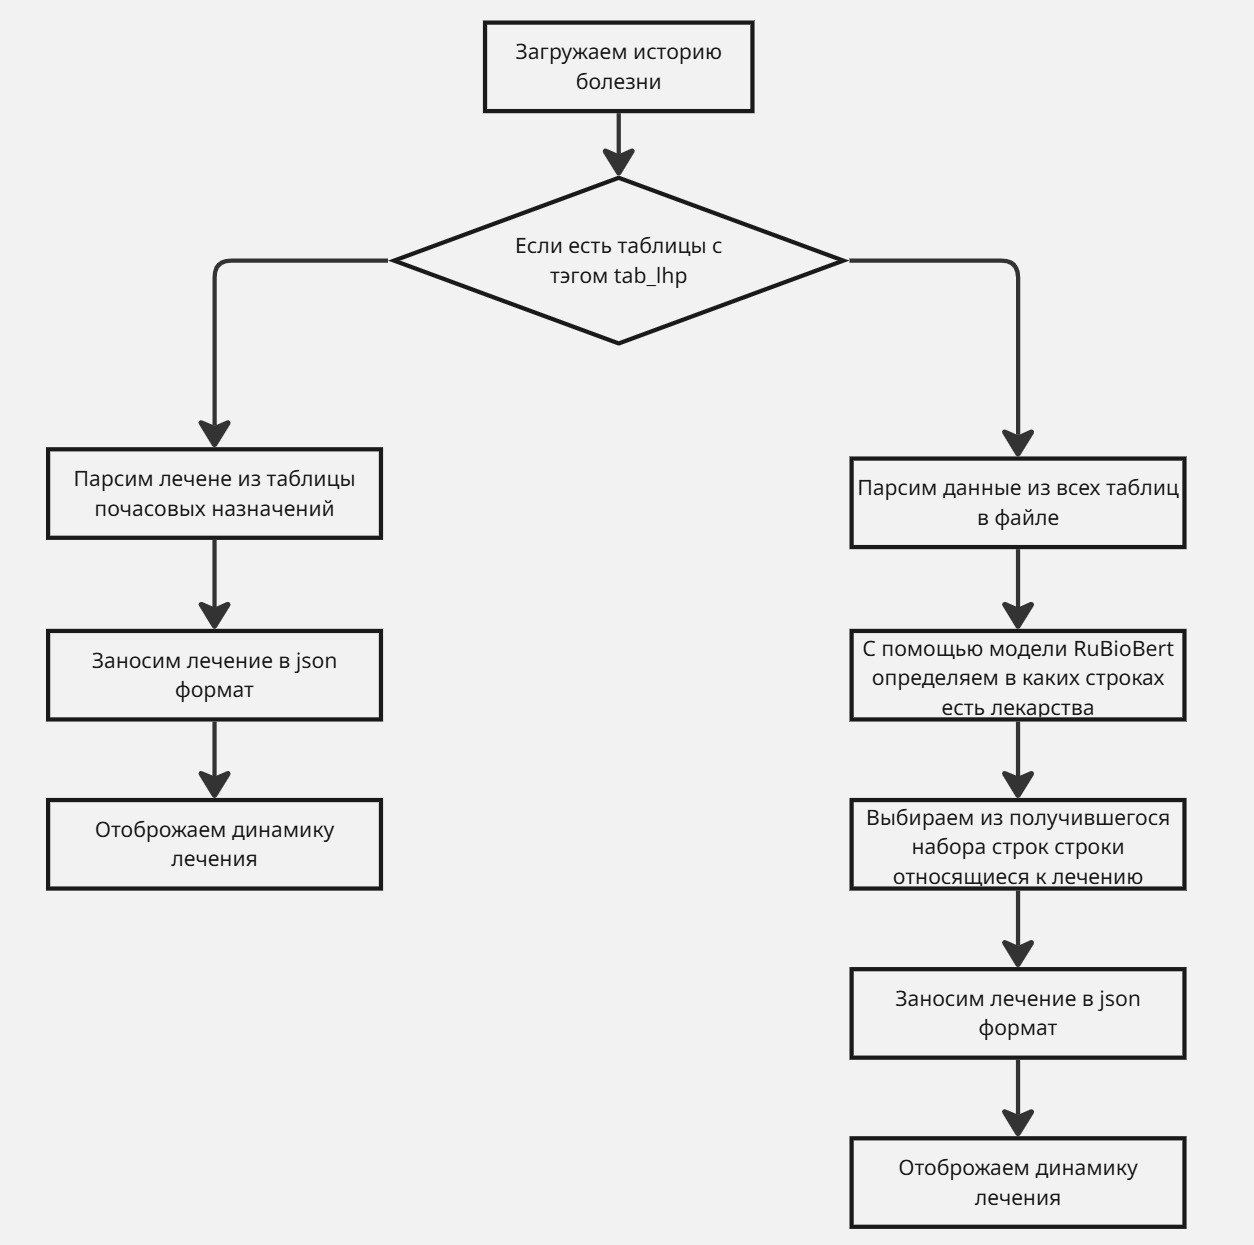 Загружаем историю
болезни
Если есть таблицы с
тэгом tab_lhp
Парсим лечене из таблицы
почасовых назначений
Заносим лечение в json
формат
Отоброжаем динамику
лечения
Парсим данные из всех таблиц
в файле
С помощью модели RuBioBert
определяем в каких строках
есть лекарства
Выбираем из получившегося
набора строк строки
относящиеся к лечению
Заносим лечение в json
формат
Отоброжаем динамику
лечения